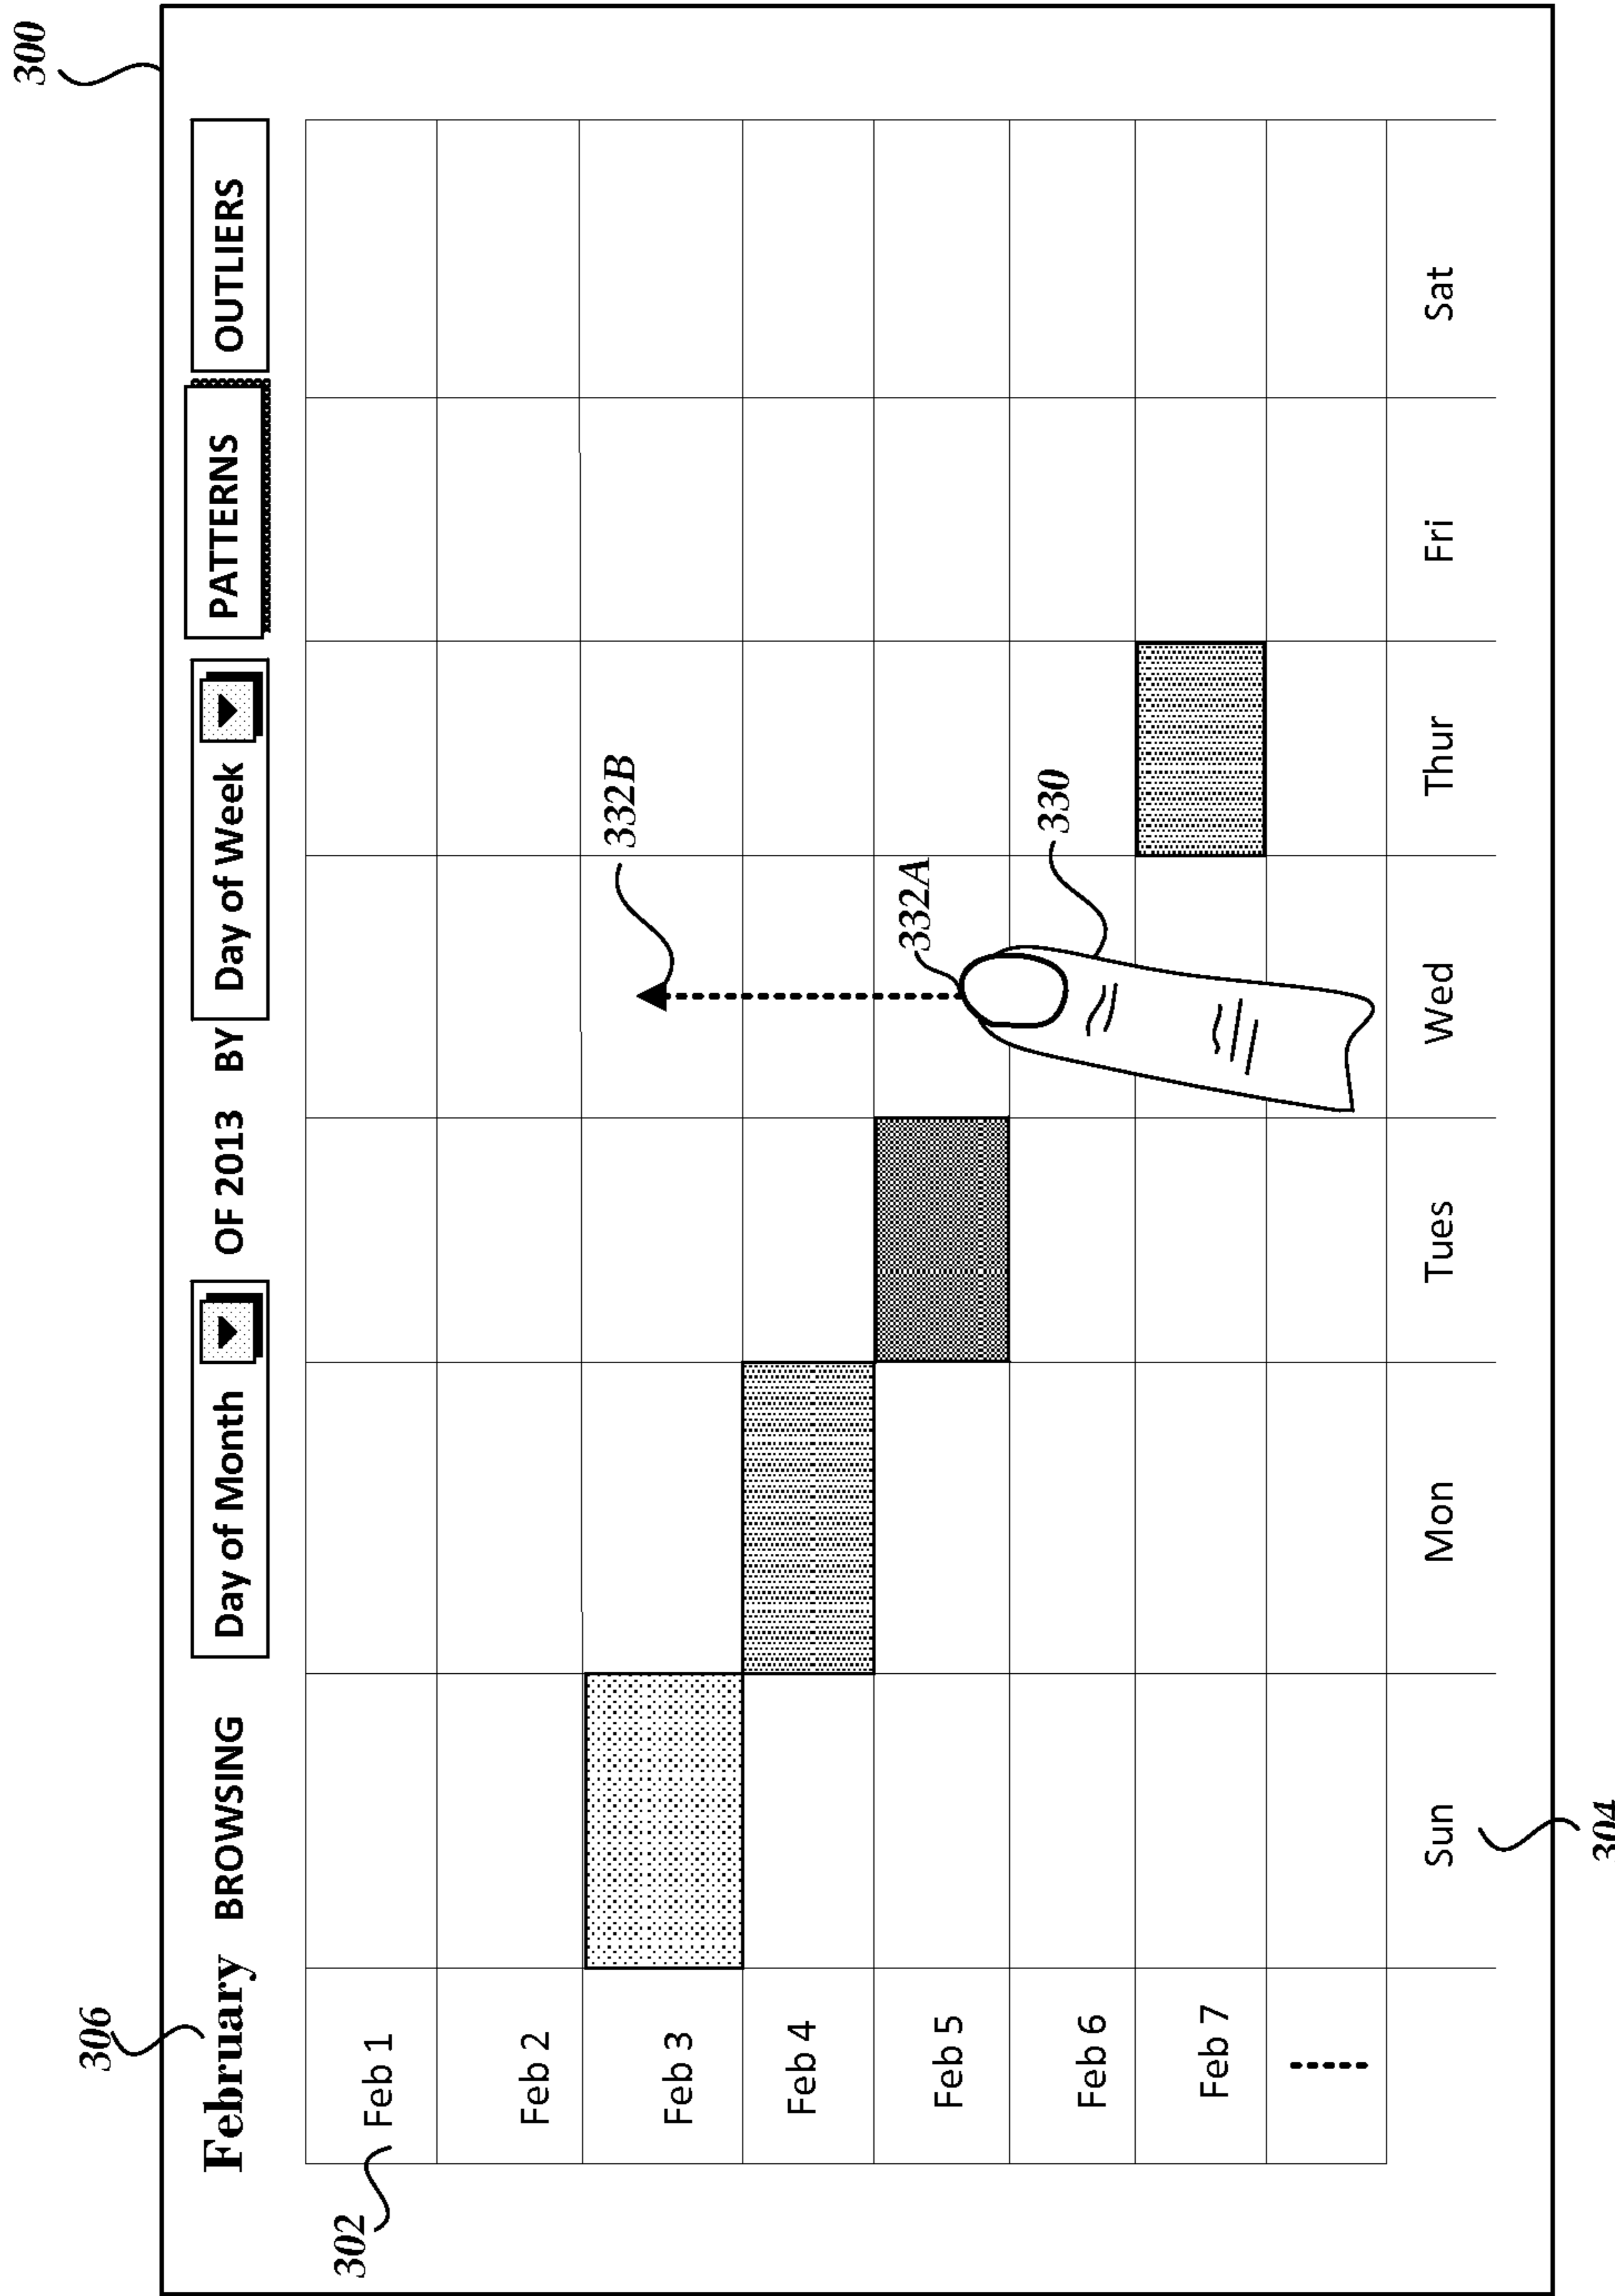 300
306
February BROWSING Day of Month OF 2013 BY Day of Week PATTERNS OUTLIERS
302
Feb 1
Feb 2
Feb 3
332B
Feb 4
Feb 5
332A
Feb 6
330
Feb 7
Sun Mon Tues Wed Thur Fri Sat
304